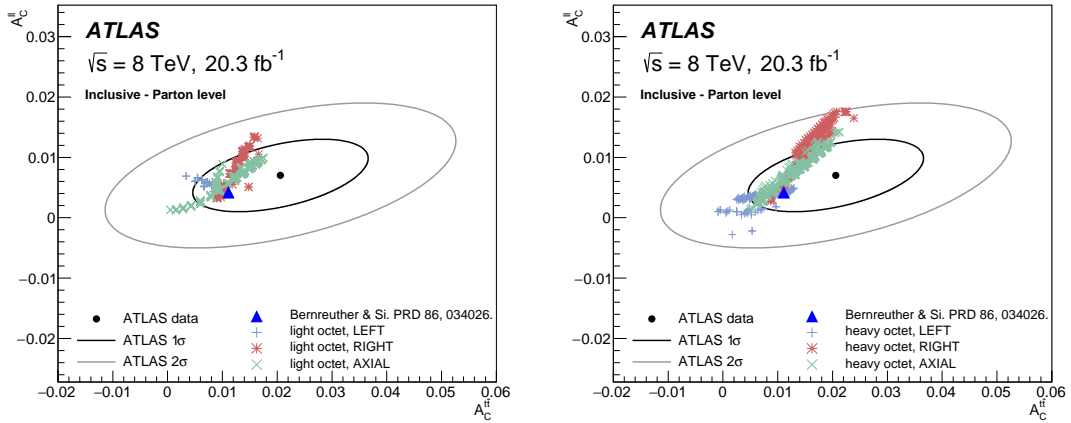 A_C^ll
0.03
0.02
0.01
0
−0.01
−0.02
ATLAS
√s = 8 TeV, 20.3 fb⁻¹
Inclusive - Parton level
ATLAS data
ATLAS 1σ
ATLAS 2σ
Bernreuther & Si. PRD 86, 034026.
light octet, LEFT
light octet, RIGHT
light octet, AXIAL
−0.02 −0.01 0 0.01 0.02 0.03 0.04 0.05 0.06
A_C^tt̄
A_C^ll
0.03
0.02
0.01
0
−0.01
−0.02
ATLAS
√s = 8 TeV, 20.3 fb⁻¹
Inclusive - Parton level
ATLAS data
ATLAS 1σ
ATLAS 2σ
Bernreuther & Si. PRD 86, 034026.
heavy octet, LEFT
heavy octet, RIGHT
heavy octet, AXIAL
−0.02 −0.01 0 0.01 0.02 0.03 0.04 0.05 0.06
A_C^tt̄